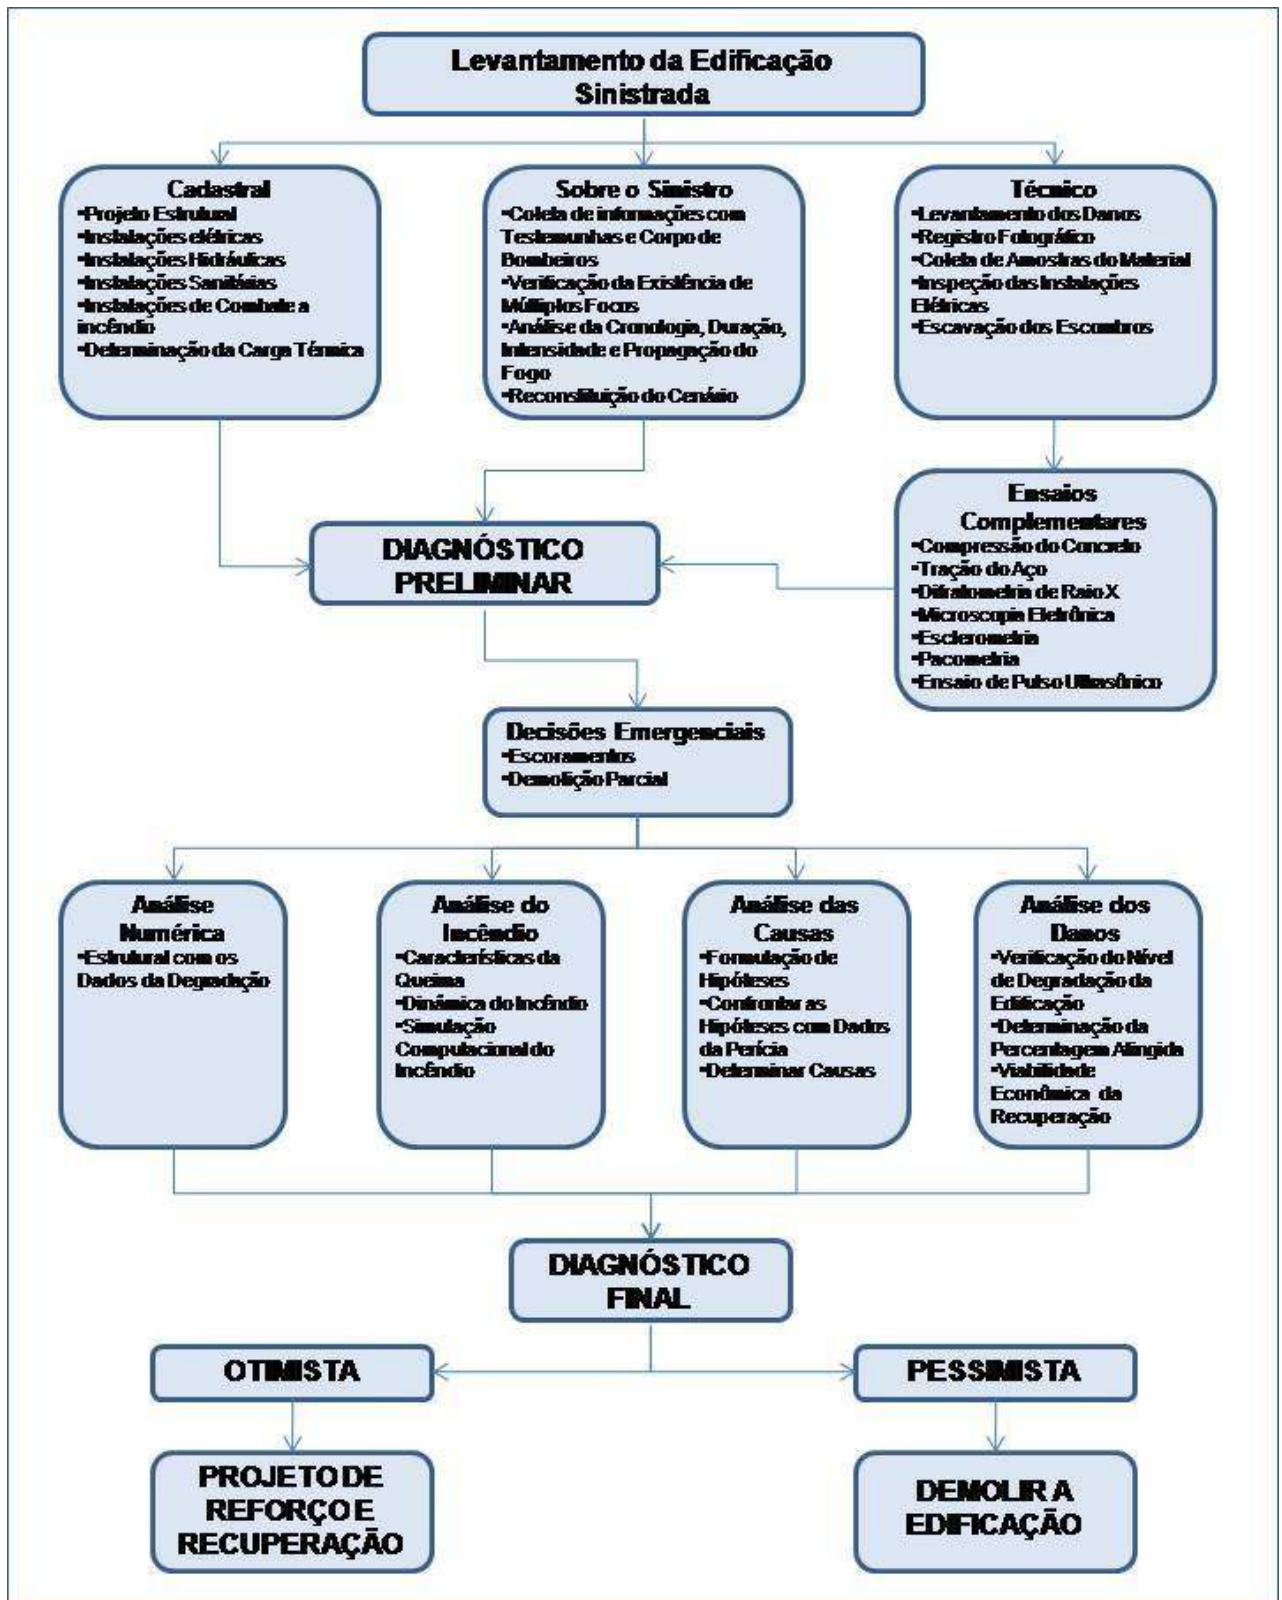 Levantamento da Edificação
Sinistrada
Cadastral
•Projeto Estrutural
•Instalações elétricas
•Instalações Hidráulicas
•Instalações Sanitárias
•Instalações de Combate a
incêndio
•Determinação da Carga Térmica
Sobre o Sinistro
•Coleta de informações com
Testemunhas e Corpo de
Bombeiros
•Verificação da Existência de
Múltiplos Focus
•Análise da Cronologia, Duração,
Intensidade e Propagação do
Fogo
•Reconstituição do Cenário
Técnico
•Levantamento dos Danos
•Registro Fotográfico
•Coleta de Amostras do Material
•Inspeção das Instalações
Elétricas
•Escavação dos Escombros
Ensaios
Complementares
•Compressão do Concreto
•Tração do Aço
•Difratometria de Raio X
•Microscopia Eletrônica
•Esclerometria
•Pacometria
•Ensaio de Pulso Ultrasônico
DIAGNÓSTICO
PRELIMINAR
Decisões Emergenciais
•Escoramentos
•Demolição Parcial
Análise
Numérica
•Estrutural com os
Dados da Degradação
Análise do
Incêndio
•Características da
Queima
•Dinâmica do Incêndio
•Simulação
Computacional do
Incêndio
Análise das
Causas
•Formulação de
Hipóteses
•Confrontar as
Hipóteses com Dados
da Perícia
•Determinar Causas
Análise dos
Danos
•Verificação do Nível
de Degradação da
Edificação
•Determinação da
Percentagem Atingida
•Viabilidade
Econômica da
Recuperação
DIAGNÓSTICO
FINAL
OTIMISTA
PESSIMISTA
PROJETO DE
REFORÇO E
RECUPERAÇÃO
DEMOLIR A
EDIFICAÇÃO